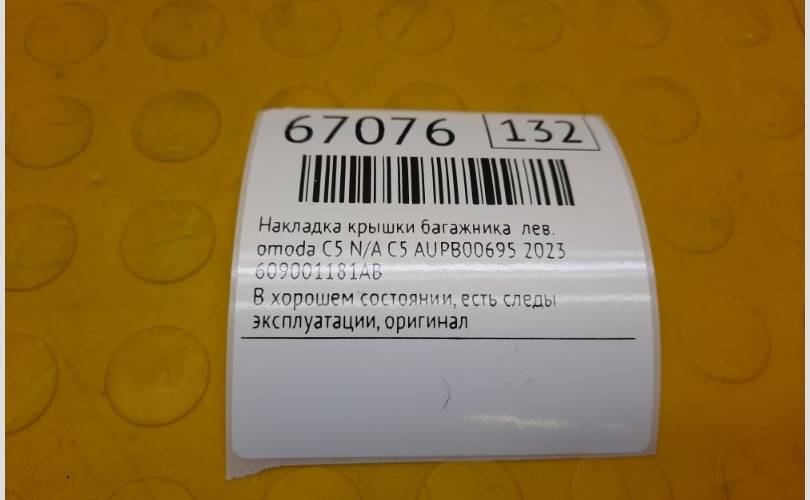 67076 132
Накладка крышки багажника лев.
omoda C5 N/A C5 AUPB00695 2023
609001181AB
В хорошем состоянии, есть следы
эксплуатации, оригинал